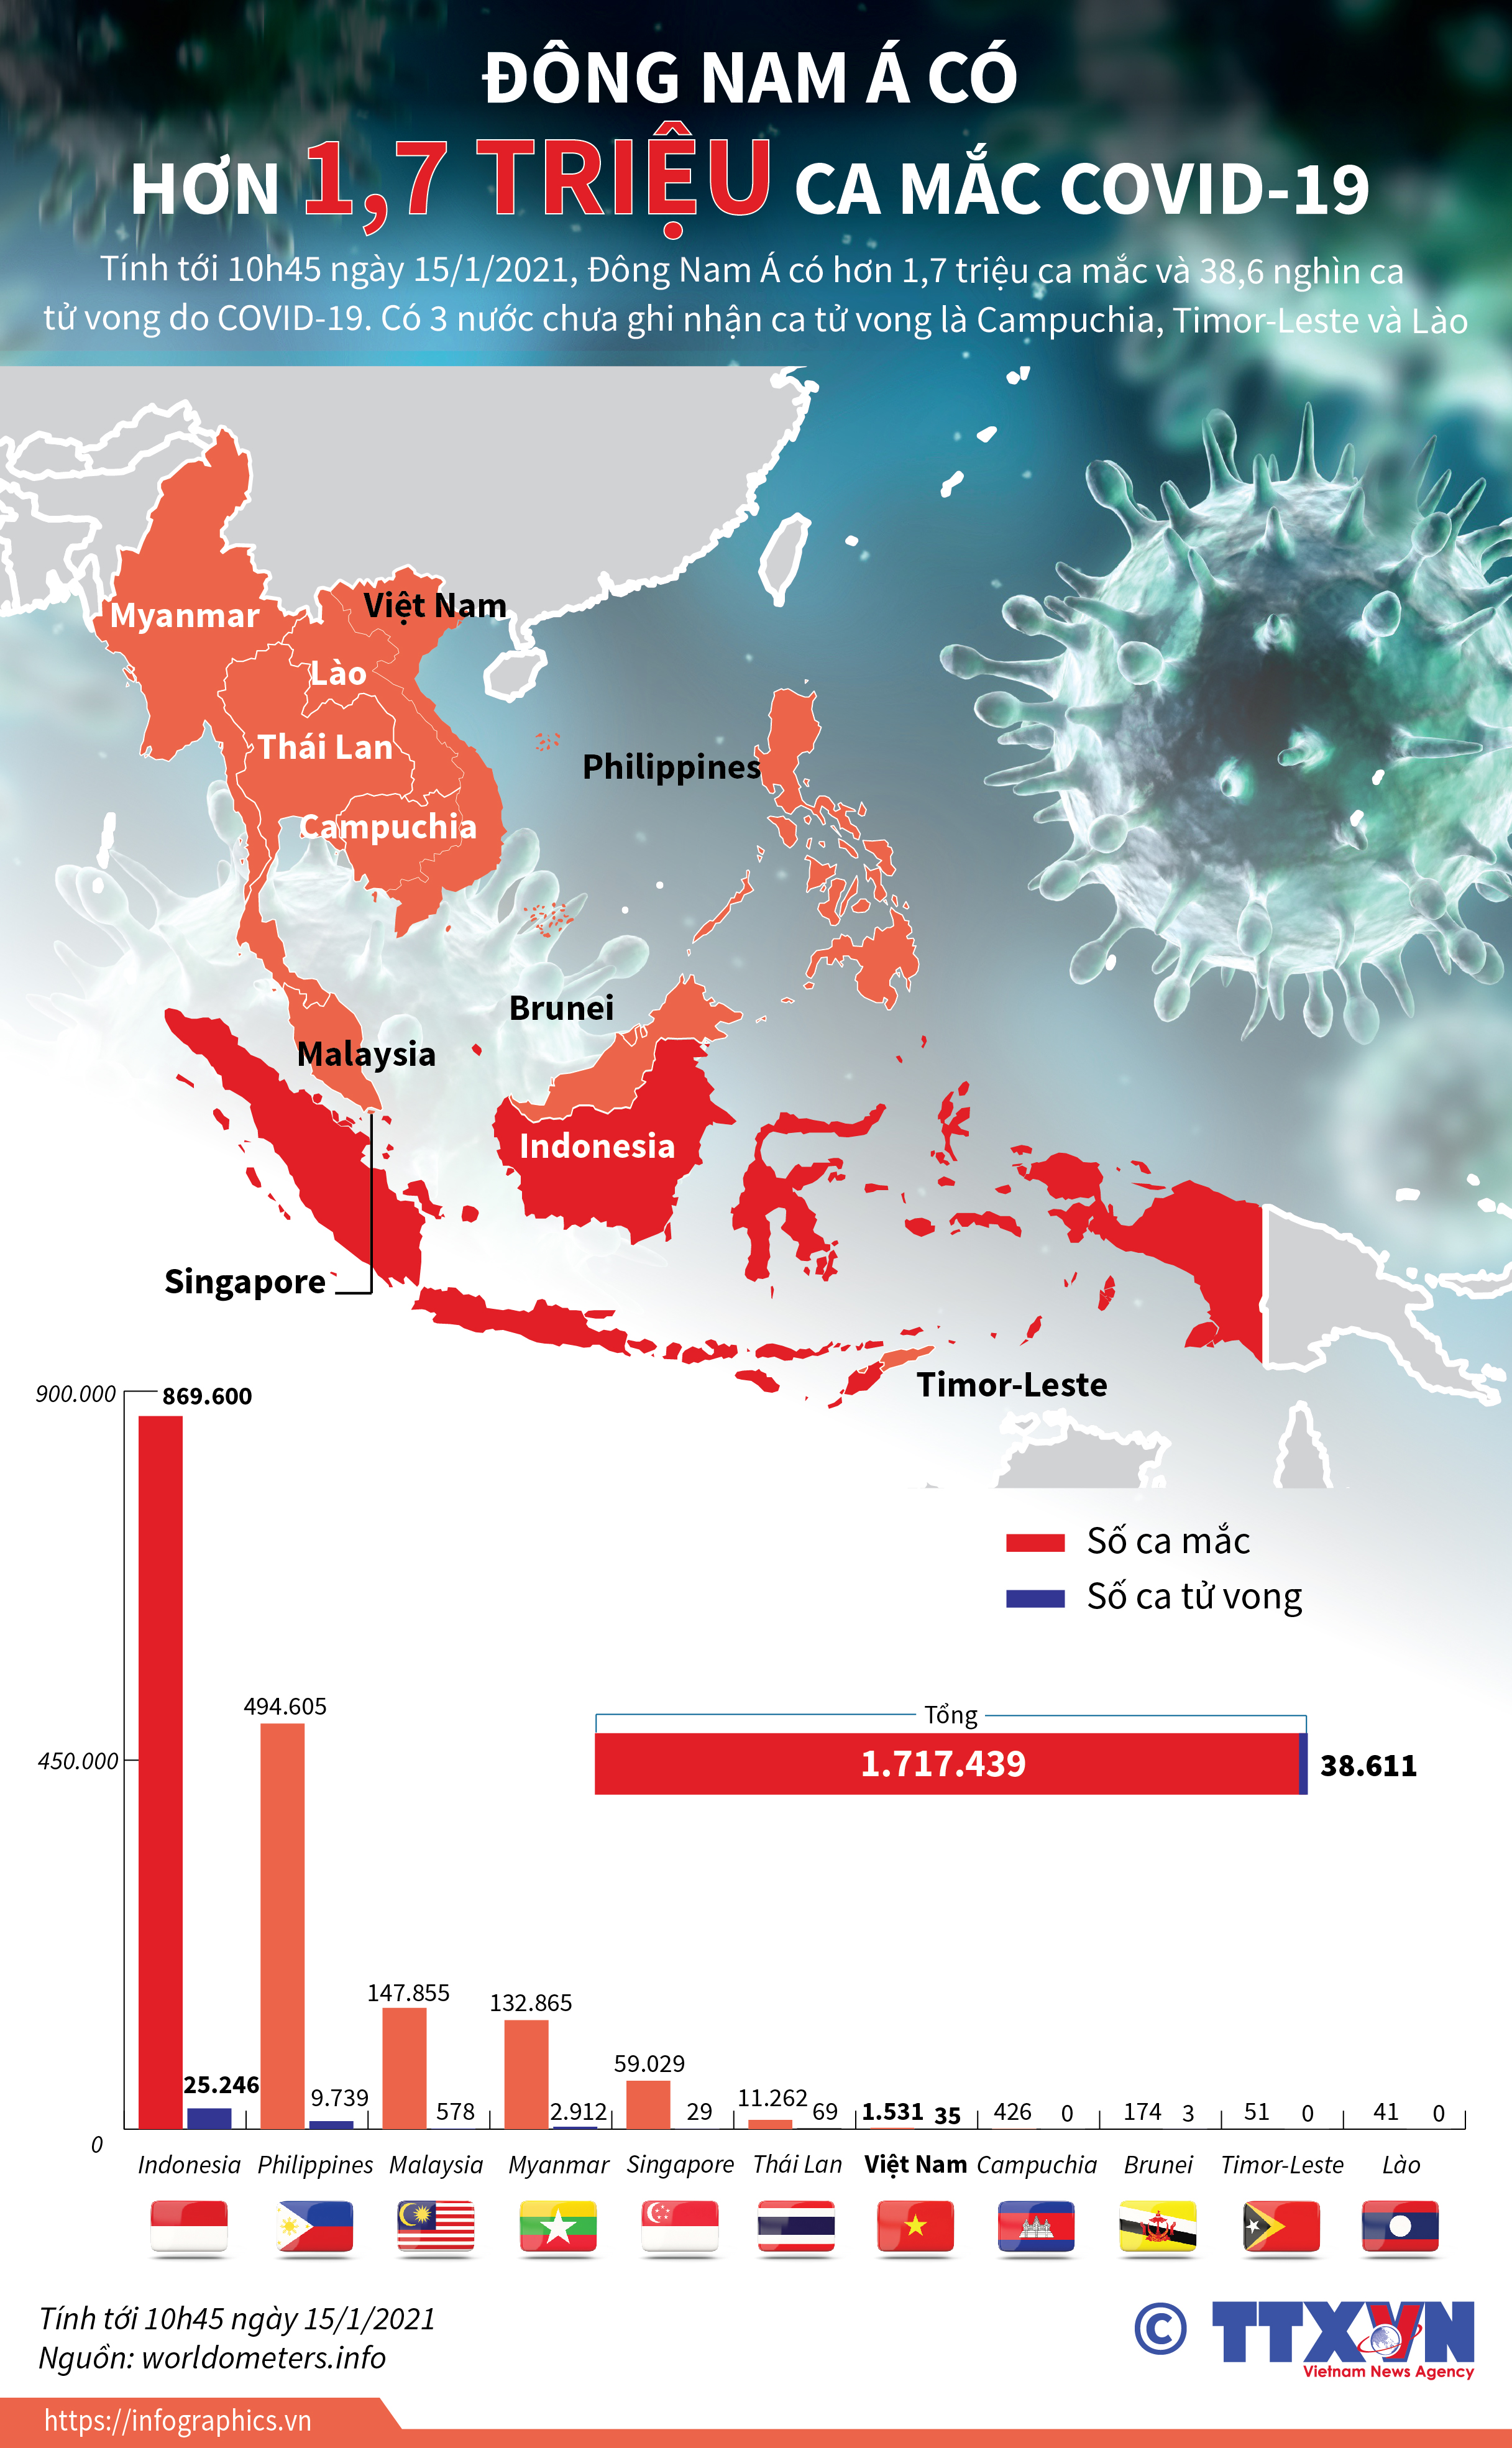 ĐÔNG NAM Á CÓ
HƠN 1,7 TRIỆU CA MẮC COVID-19
Tính tới 10h45 ngày 15/1/2021, Đông Nam Á có hơn 1,7 triệu ca mắc và 38,6 nghìn ca
tử vong do COVID-19. Có 3 nước chưa ghi nhận ca tử vong là Campuchia, Timor-Leste và Lào
Việt Nam
Myanmar
Lào
Thái Lan
Philippines
Campuchia
Brunei
Malaysia
Indonesia
Singapore
Timor-Leste
900.000
869.600
Số ca mắc
Số ca tử vong
494.605
Tổng
450.000
1.717.439
38.611
147.855
132.865
59.029
25.246
9.739
578
2.912
29
11.262
69
1.531
35
426
0
174
3
51
0
41
0
0
Indonesia
Philippines
Malaysia
Myanmar
Singapore
Thái Lan
Việt Nam
Campuchia
Brunei
Timor-Leste
Lào
Tính tới 10h45 ngày 15/1/2021
Nguồn: worldometers.info
© TTXVN
Vietnam News Agency
https://infographics.vn